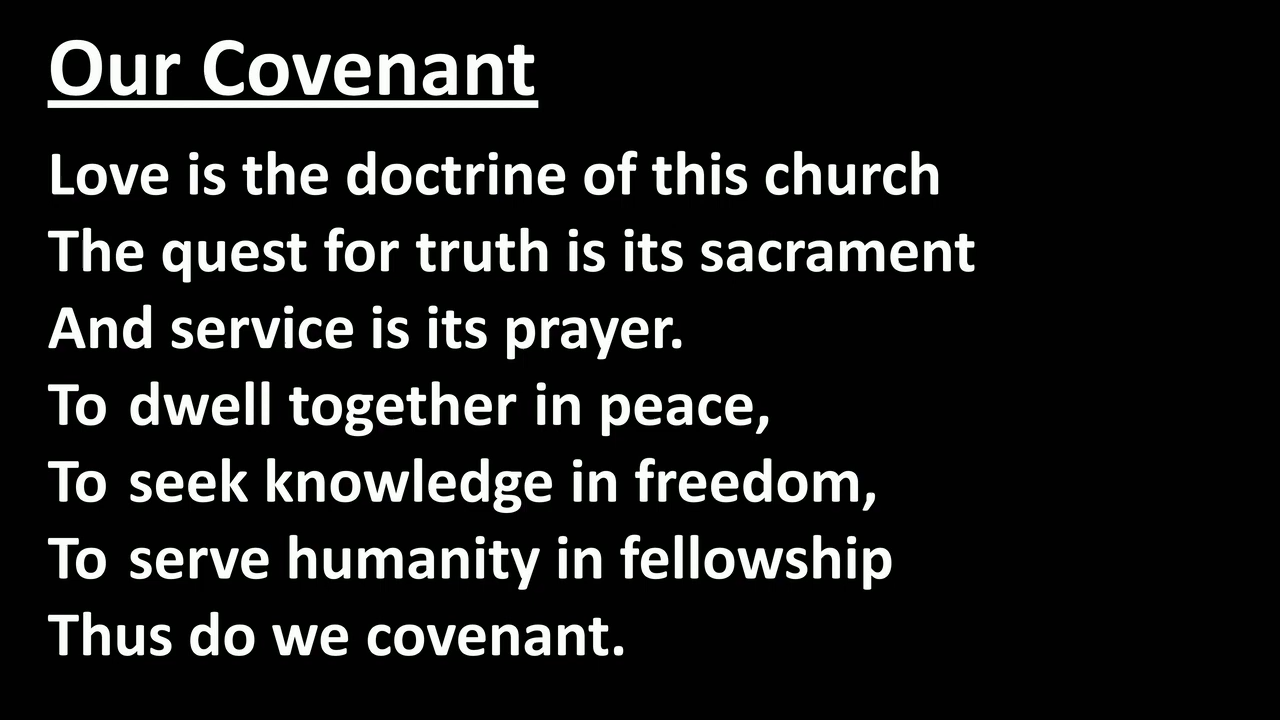 Our Covenant
Love is the doctrine of this church
The quest for truth is its sacrament
And service is its prayer.
To dwell together in peace,
To seek knowledge in freedom,
To serve humanity in fellowship
Thus do we covenant.